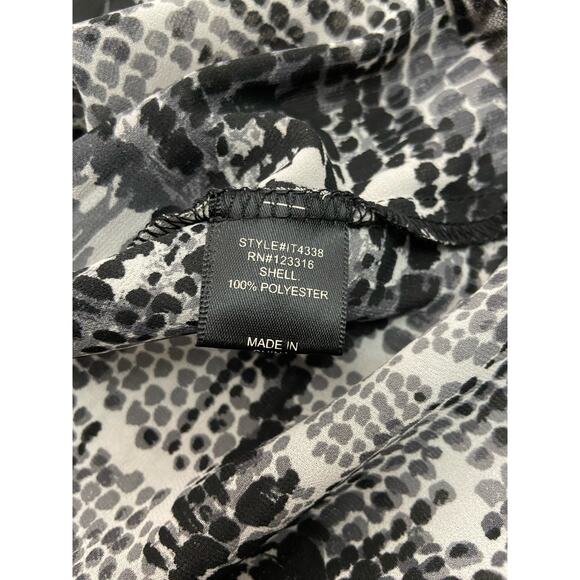 STYLE#IT4338
RN#123316
SHELL:
100% POLYESTER
MADE IN